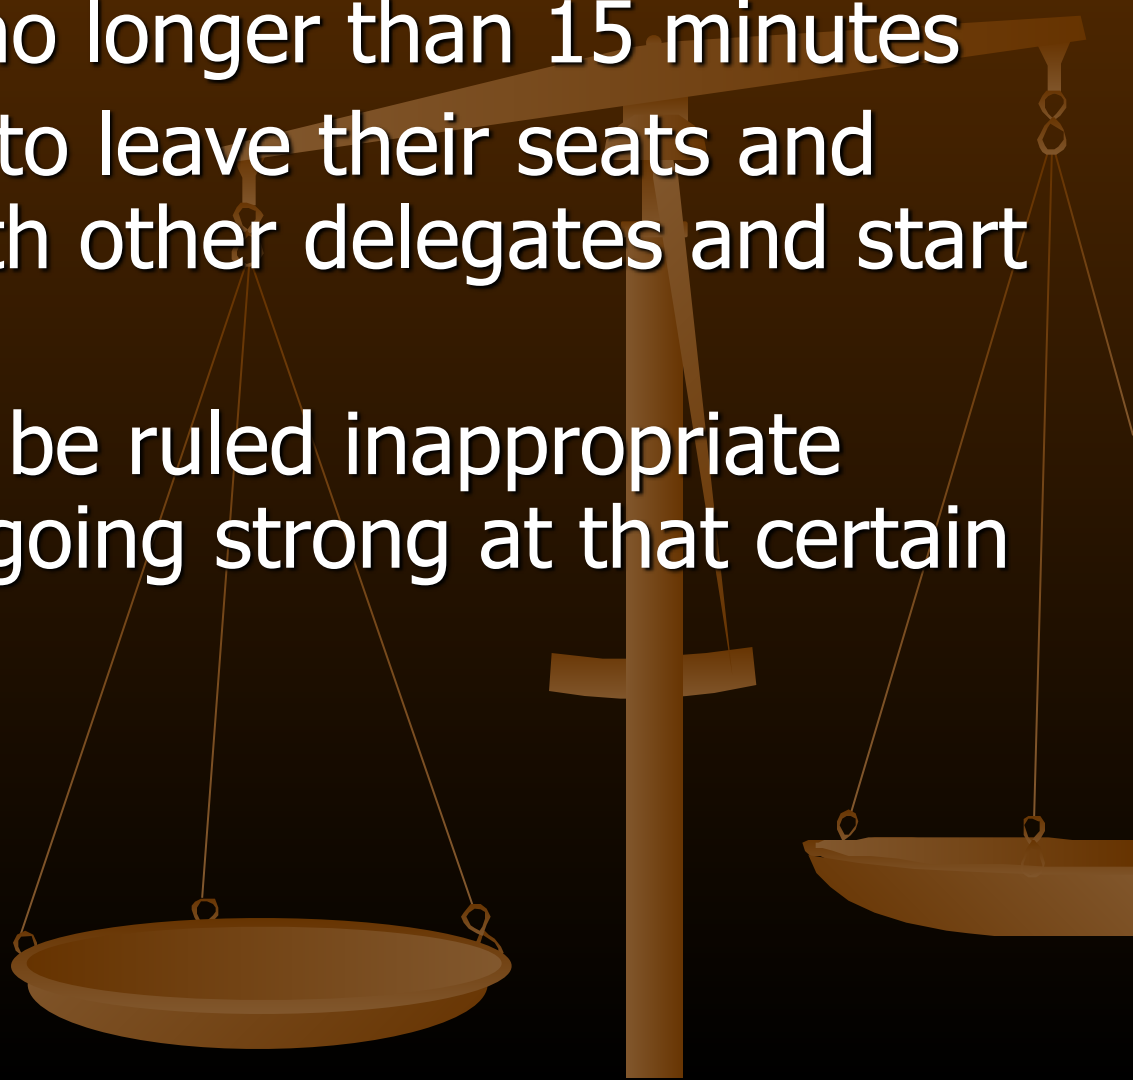 no longer than 15 minutes
to leave their seats and
other delegates and start
be ruled inappropriate
going strong at that certain